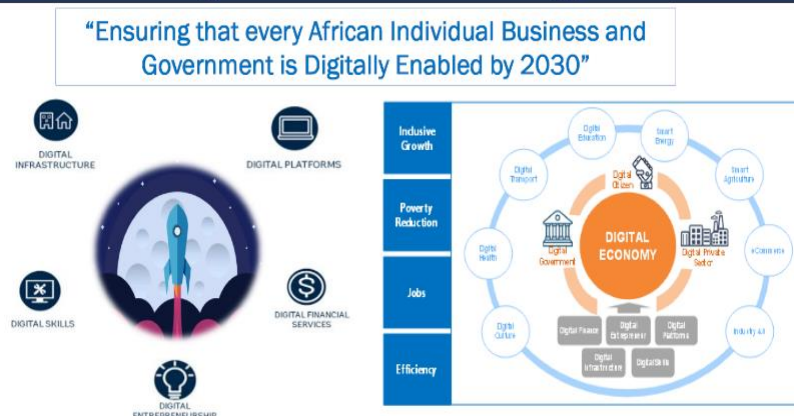 “Ensuring that every African Individual Business and
Government is Digitally Enabled by 2030”
DIGITAL
INFRASTRUCTURE
DIGITAL PLATFORMS
DIGITAL SKILLS
DIGITAL FINANCIAL
SERVICES
DIGITAL
ENTREPRENEURSHIP
Inclusive
Growth
Poverty
Reduction
Jobs
Efficiency
Digital
Education
Smart
Energy
Digital
Transport
Digital
Citizen
Smart
Agriculture
Digital
Health
Digital
Government
DIGITAL
ECONOMY
Digital Private
Sector
eCommerce
Digital
Culture
Digital Finance
Digital
Entrepreneur
Digital
Platforms
Industry 4.0
Digital
Infrastructure
Digital Skills